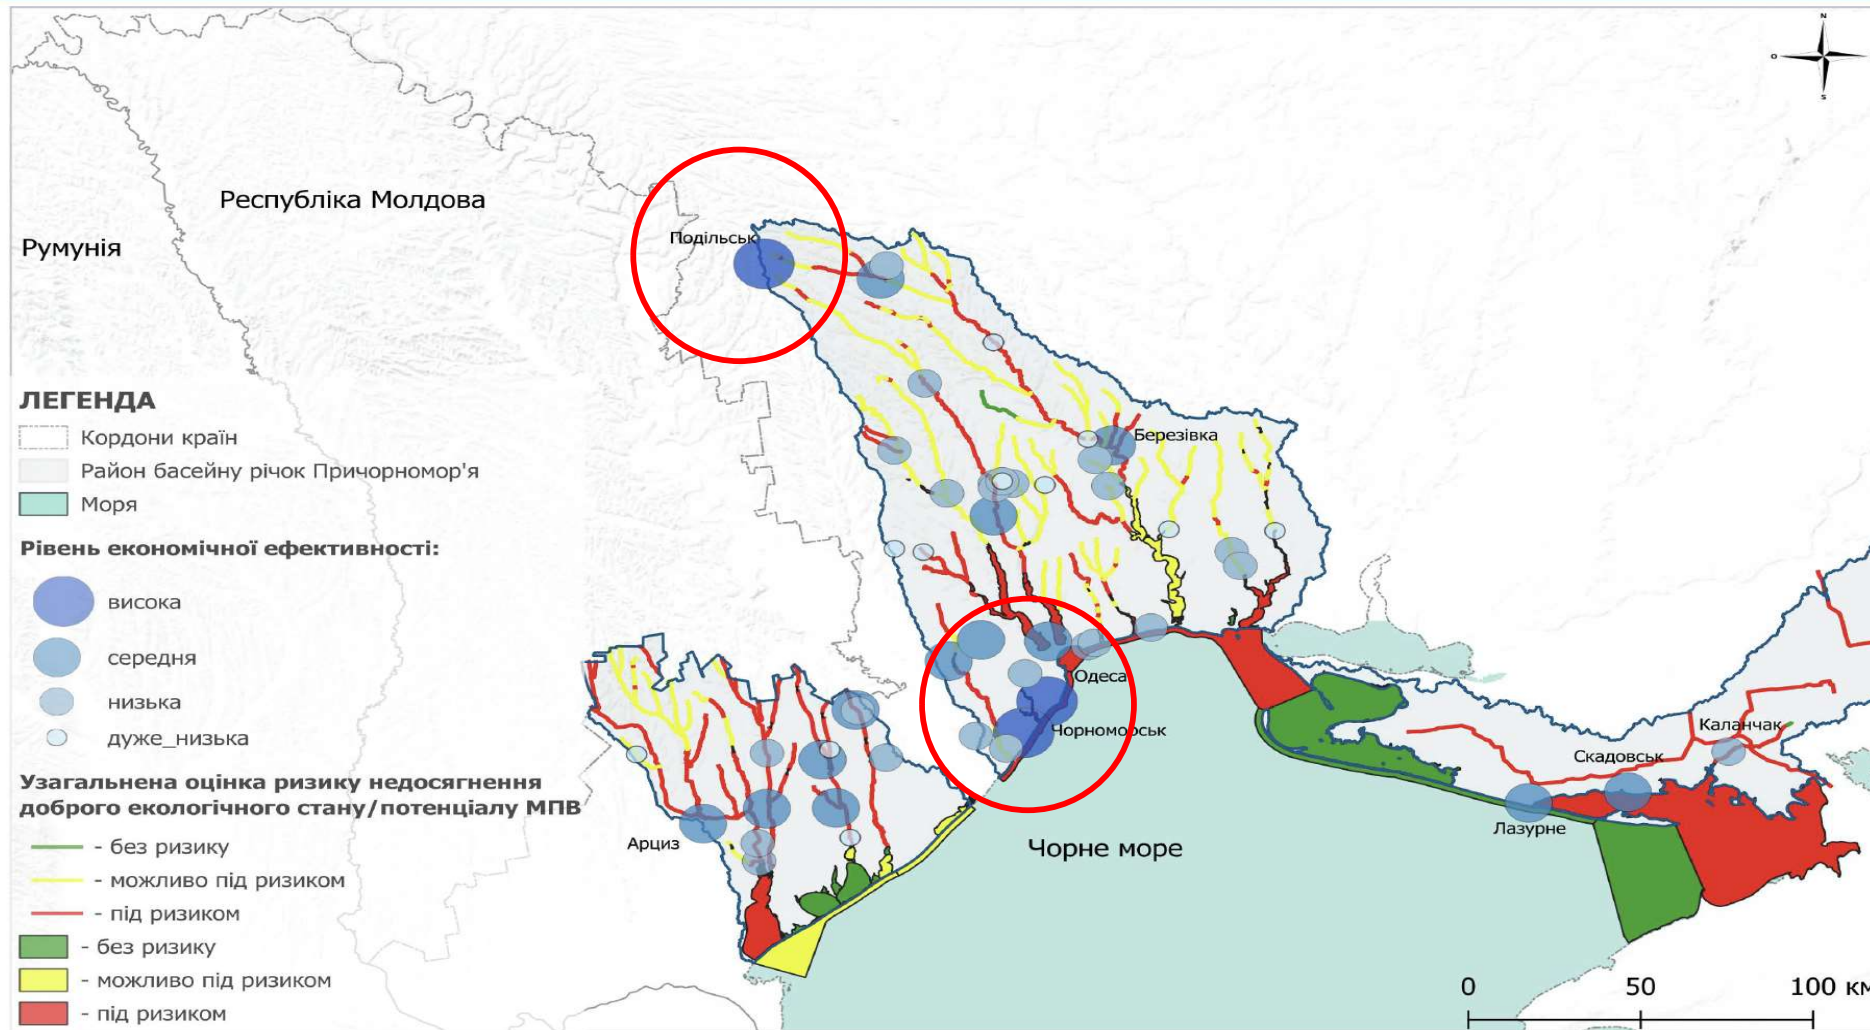 N
O
S
Республіка Молдова
Румунія
Подільськ
Березівка
Одеса
Чорноморськ
Каланчак
Скадовськ
Лазурне
Арциз
Чорне море
ЛЕГЕНДА
Кордони країн
Район басейну річок Причорномор'я
Моря
Рівень економічної ефективності:
висока
середня
низька
дуже_низька
Узагальнена оцінка ризику недосягнення
доброго екологічного стану/потенціалу МПВ
- без ризику
- можливо під ризиком
- під ризиком
- без ризику
- можливо під ризиком
- під ризиком
0 50 100 км